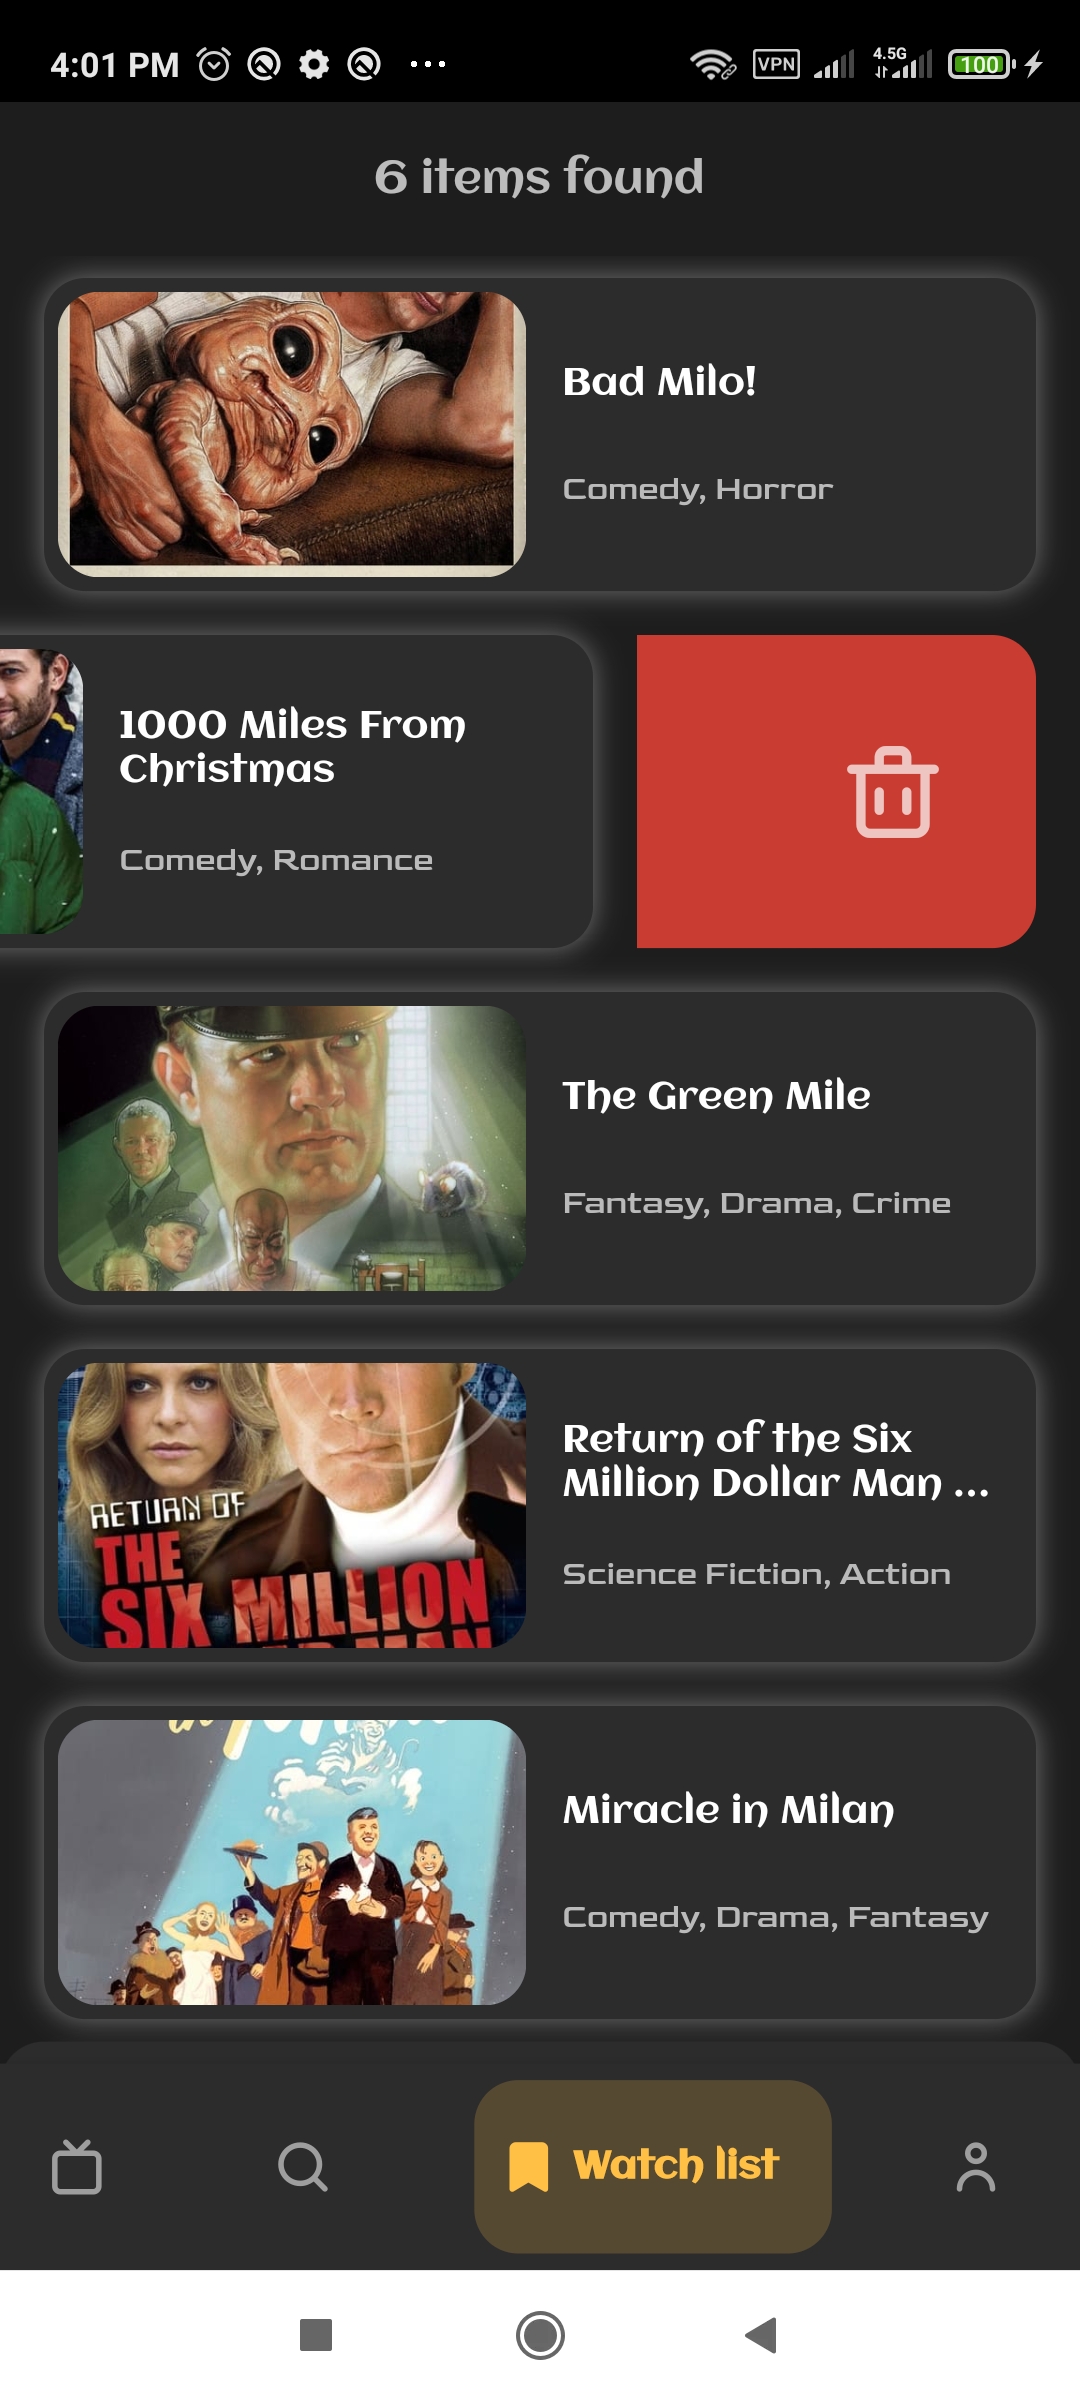 4:01 PM
VPN
4.5G
100
6 items found
Bad Milo!
Comedy, Horror
1000 Miles From
Christmas
Comedy, Romance
The Green Mile
Fantasy, Drama, Crime
RETURN OF
THE
SIX MILLION
Return of the Six
Million Dollar Man ...
Science Fiction, Action
Miracle in Milan
Comedy, Drama, Fantasy
Watch list